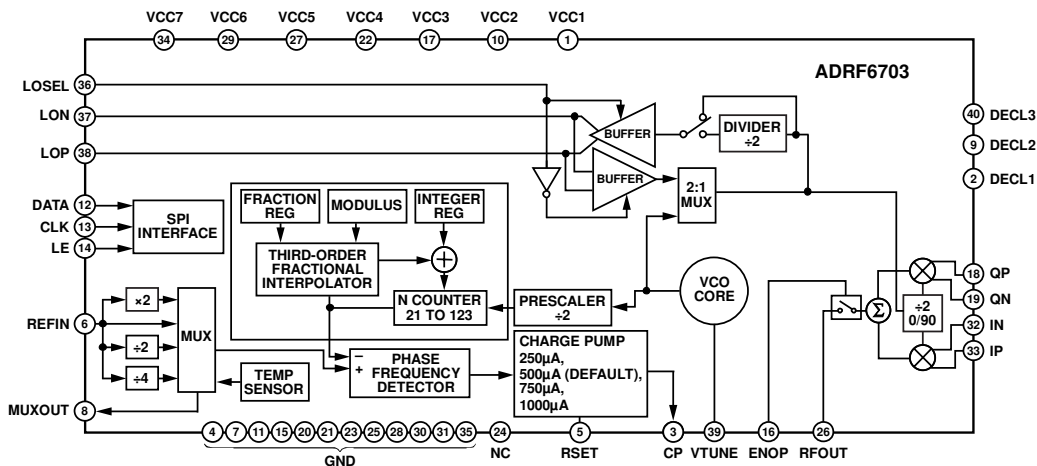 VCC7 VCC6 VCC5 VCC4 VCC3 VCC2 VCC1
34 29 27 22 17 10 1
ADRF6703
LOSEL 36
LON 37
LOP 38
BUFFER
DIVIDER
÷2
BUFFER
2:1
MUX
40 DECL3
9 DECL2
2 DECL1
DATA 12
CLK 13
LE 14
SPI
INTERFACE
FRACTION
REG
MODULUS
INTEGER
REG
THIRD-ORDER
FRACTIONAL
INTERPOLATOR
+
N COUNTER
21 TO 123
PRESCALER
÷2
VCO
CORE
18 QP
19 QN
32 IN
33 IP
Σ
÷2
0/90
REFIN 6
×2
÷2
÷4
MUX
TEMP
SENSOR
−
+
PHASE
FREQUENCY
DETECTOR
CHARGE PUMP
250µA,
500µA (DEFAULT),
750µA,
1000µA
MUXOUT 8
4 7 11 15 20 21 23 25 28 30 31 35 24 5 3 39 16 26
GND NC RSET CP VTUNE ENOP RFOUT